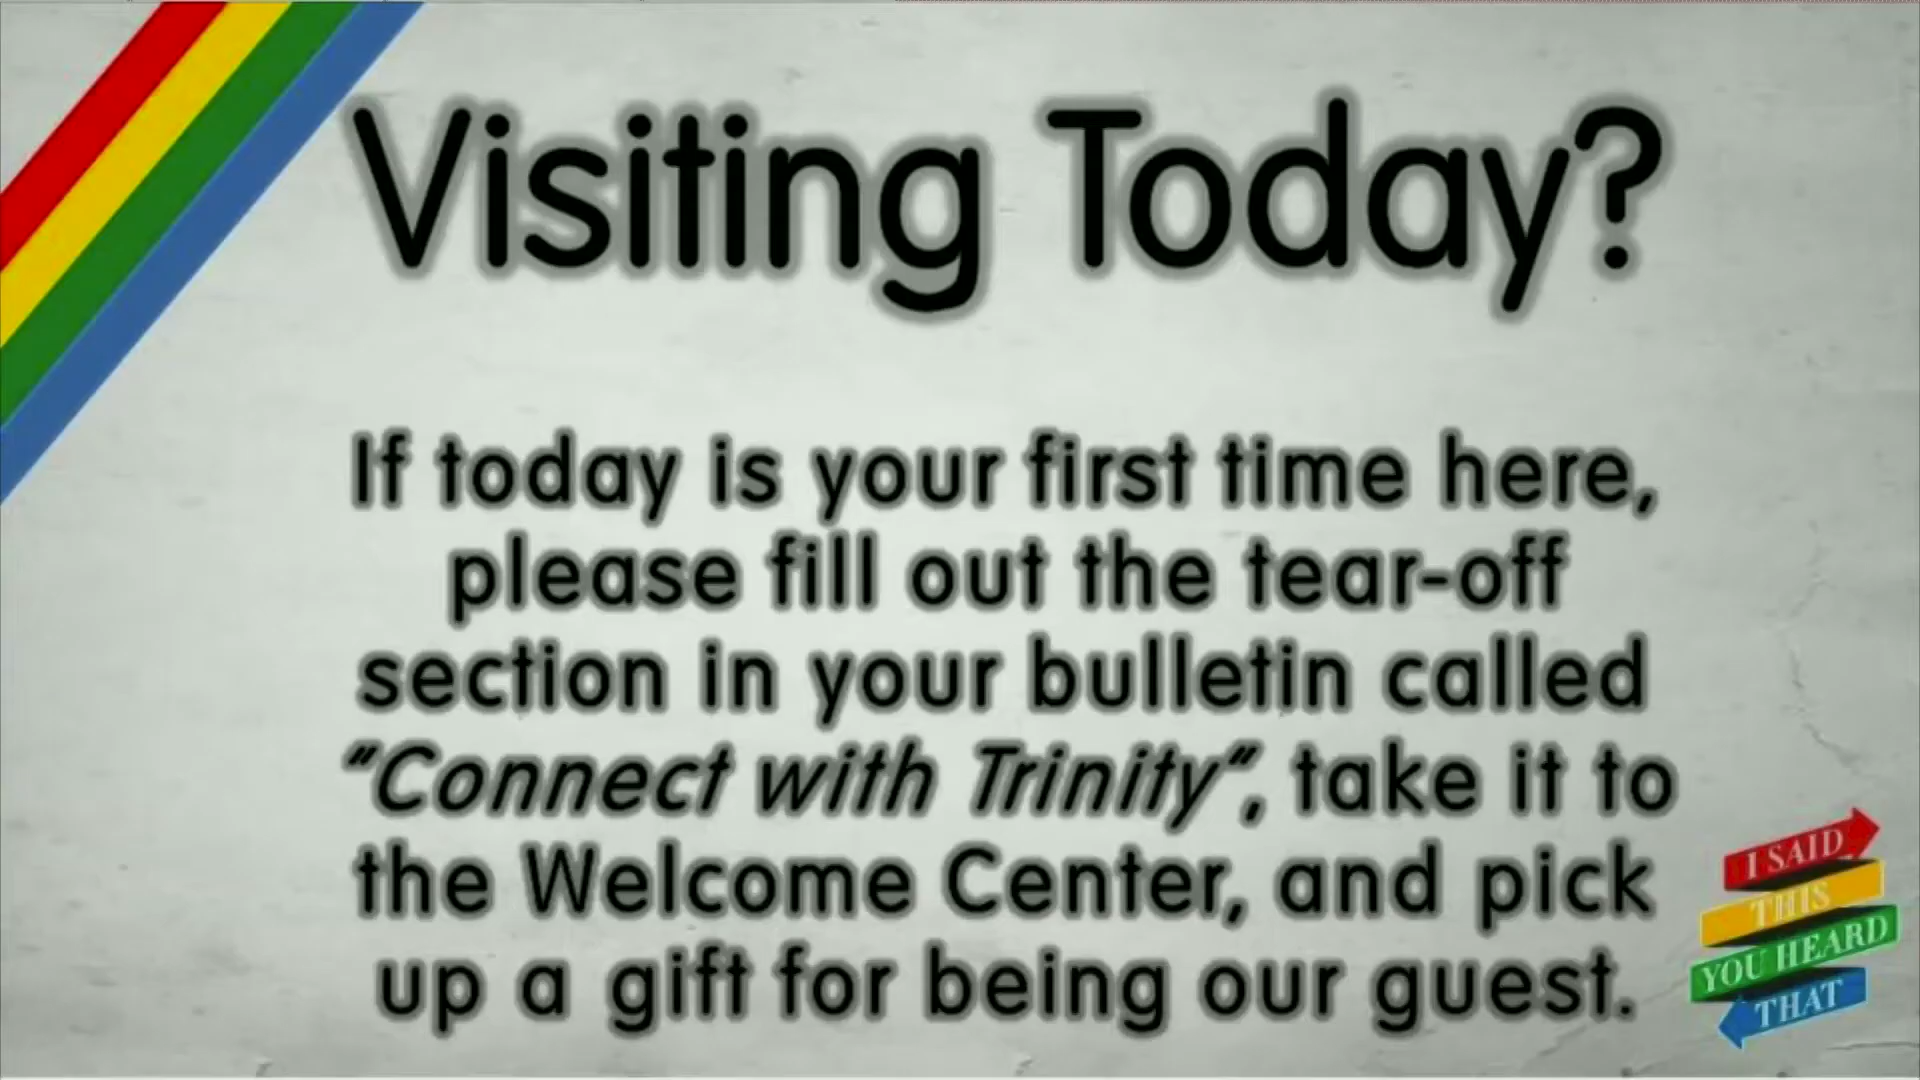 Visiting Today?
If today is your first time here,
please fill out the tear-off
section in your bulletin called
"Connect with Trinity", take it to
the Welcome Center, and pick
up a gift for being our guest.
I SAID
THIS
YOU HEARD
THAT